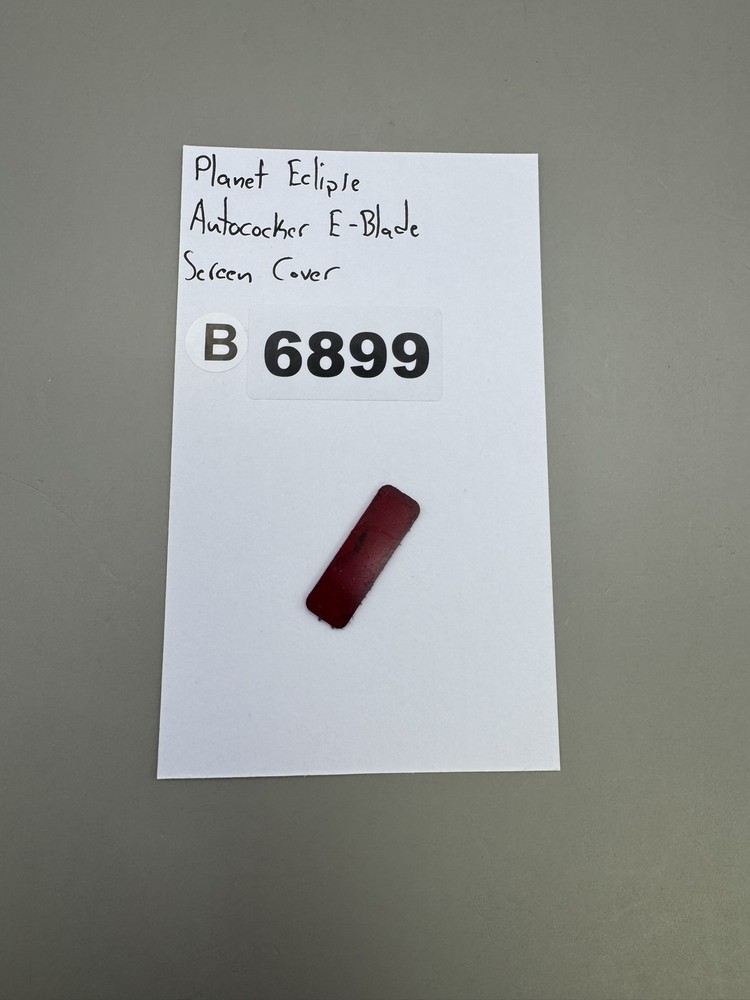 Planet Eclipse
Autococker E-Blade
Screen Cover
B 6899